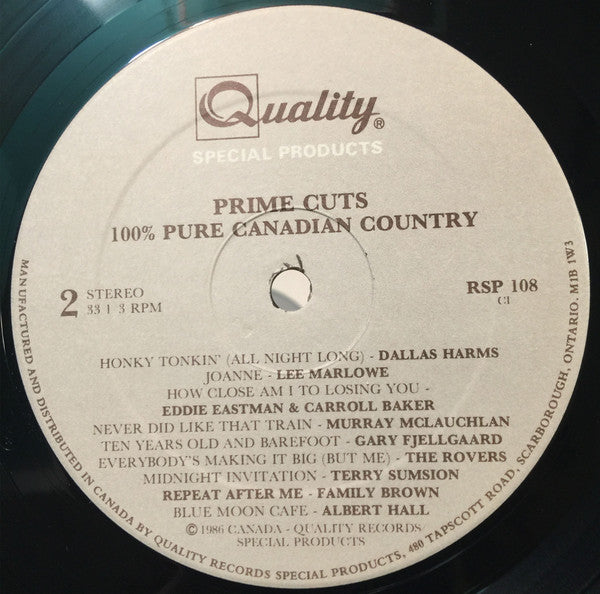 Quality®
SPECIAL PRODUCTS
PRIME CUTS
100% PURE CANADIAN COUNTRY
2 STEREO
33 1 3 RPM
RSP 108
CI
HONKY TONKIN' (ALL NIGHT LONG) - DALLAS HARMS
JOANNE - LEE MARLOWE
HOW CLOSE AM I TO LOSING YOU -
EDDIE EASTMAN & CARROLL BAKER
NEVER DID LIKE THAT TRAIN - MURRAY MCLAUCHLAN
TEN YEARS OLD AND BAREFOOT - GARY FJELLGAARD
EVERYBODY'S MAKING IT BIG (BUT ME) - THE ROVERS
MIDNIGHT INVITATION - TERRY SUMSION
REPEAT AFTER ME - FAMILY BROWN
BLUE MOON CAFE - ALBERT HALL
©1986 CANADA - QUALITY RECORDS
SPECIAL PRODUCTS
MANUFACTURED AND DISTRIBUTED IN CANADA BY QUALITY RECORDS SPECIAL PRODUCTS, 480 TAPSCOTT ROAD, SCARBOROUGH, ONTARIO. M1B 1W3